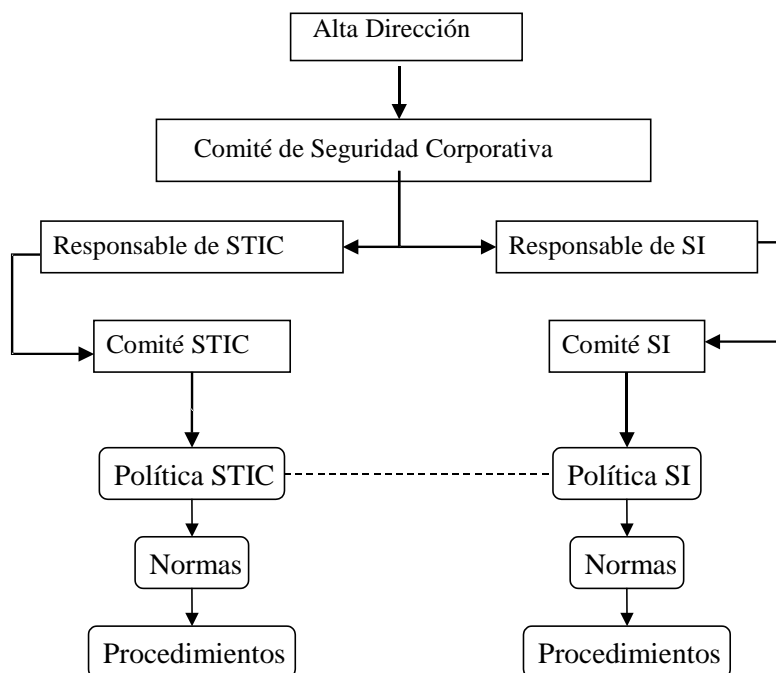 Alta Dirección
Comité de Seguridad Corporativa
Responsable de STIC
Responsable de SI
Comité STIC
Comité SI
Política STIC
Política SI
Normas
Normas
Procedimientos
Procedimientos